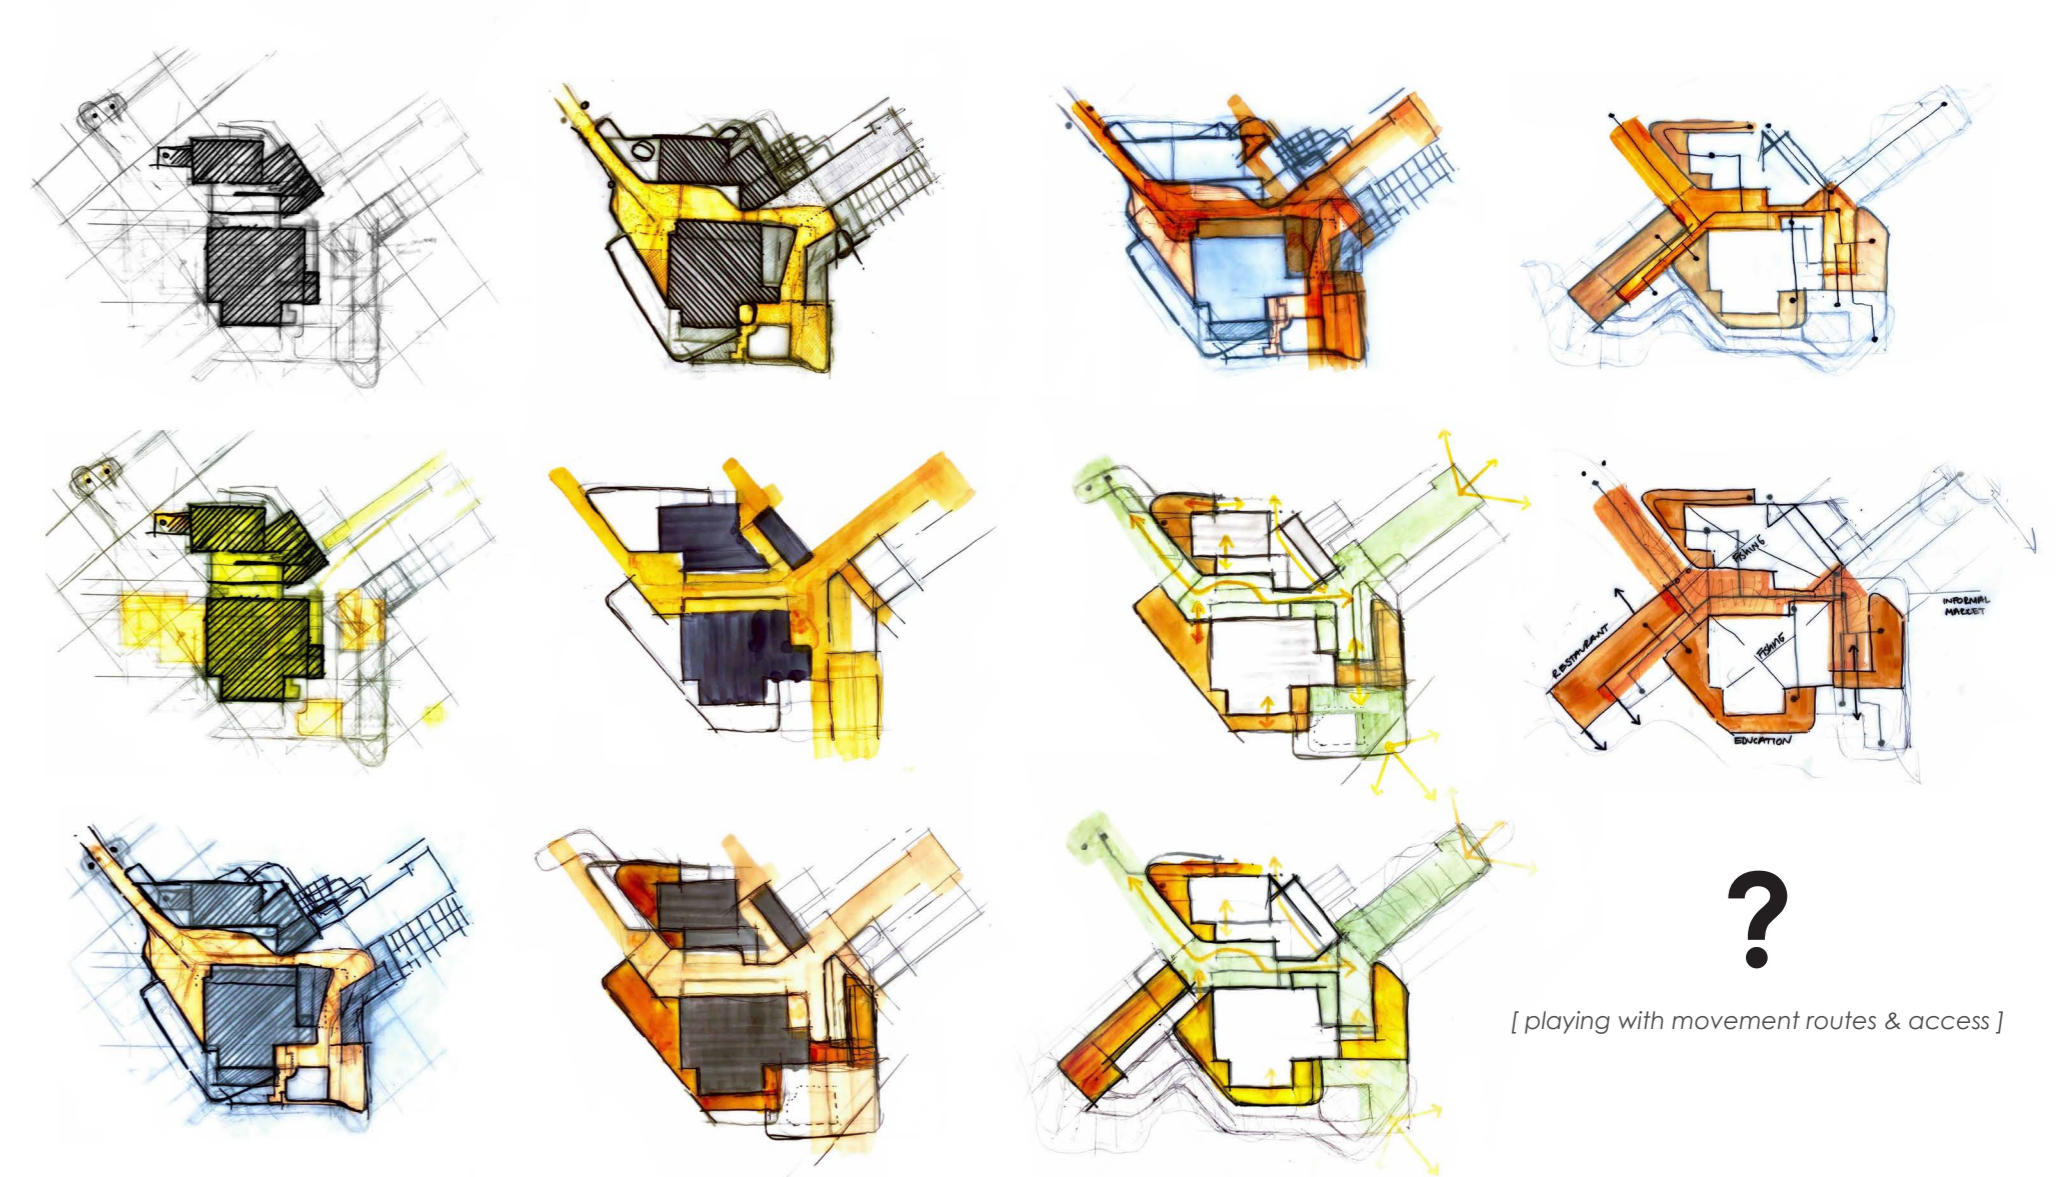 FISHING
INFORMAL
MARKET
RESTAURANT
FISHING
EDUCATION
?
[ playing with movement routes & access ]